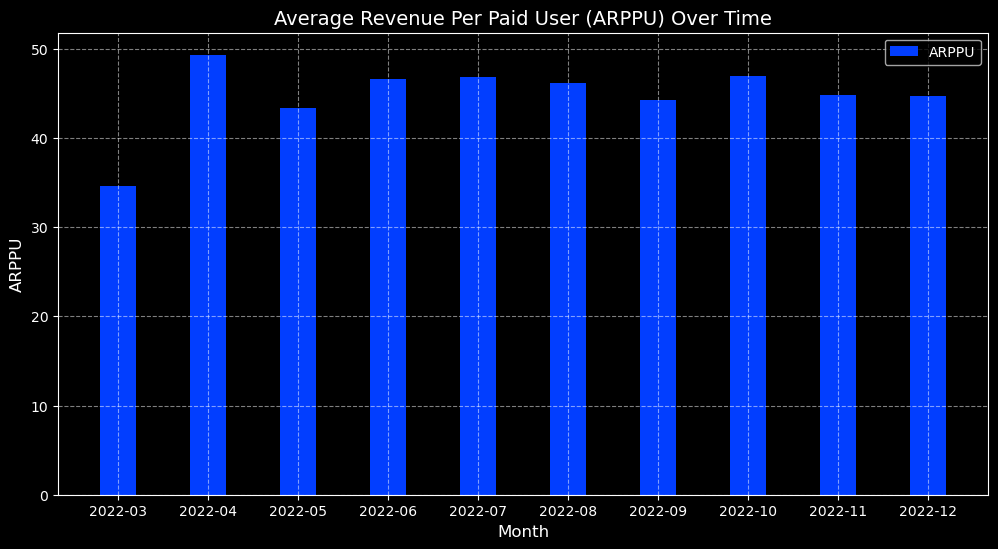 Average Revenue Per Paid User (ARPPU) Over Time
ARPPU
50
40
30
20
10
0
ARPPU
2022-03 2022-04 2022-05 2022-06 2022-07 2022-08 2022-09 2022-10 2022-11 2022-12
Month